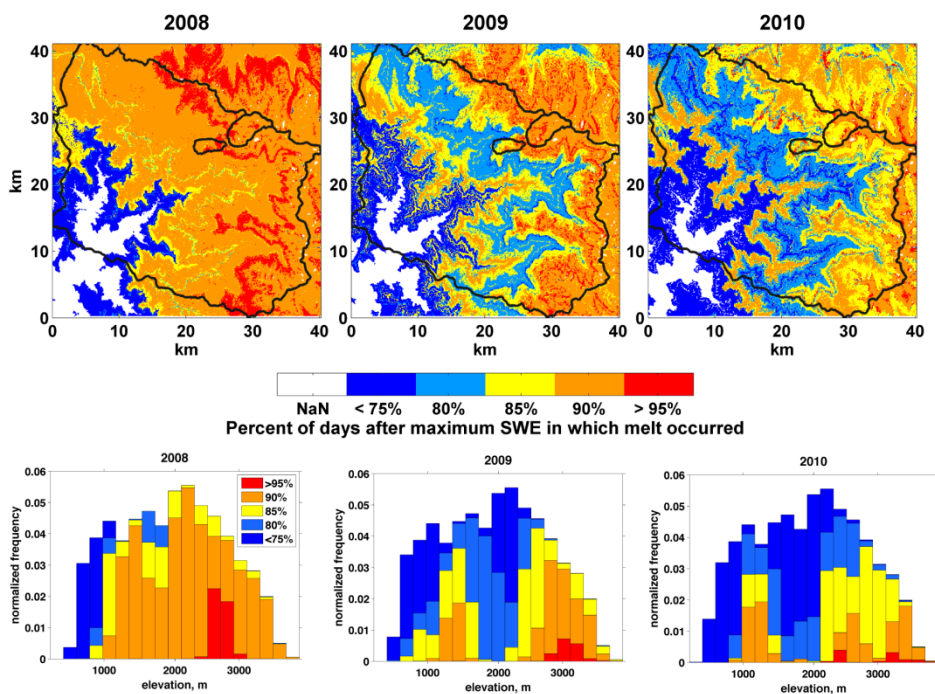 2008 2009 2010
km
40
30
20
10
0
0 10 20 30 40
0 10 20 30 40
0 10 20 30 40
km km km
40
30
20
10
0
40
30
20
10
0
NaN < 75% 80% 85% 90% > 95%
Percent of days after maximum SWE in which melt occurred
2008
normalized frequency
0.06
0.05
0.04
0.03
0.02
0.01
0
1000 2000 3000
elevation, m
>95%
90%
85%
80%
<75%
2009
normalized frequency
0.06
0.05
0.04
0.03
0.02
0.01
0
1000 2000 3000
elevation, m
2010
normalized frequency
0.06
0.05
0.04
0.03
0.02
0.01
0
1000 2000 3000
elevation, m